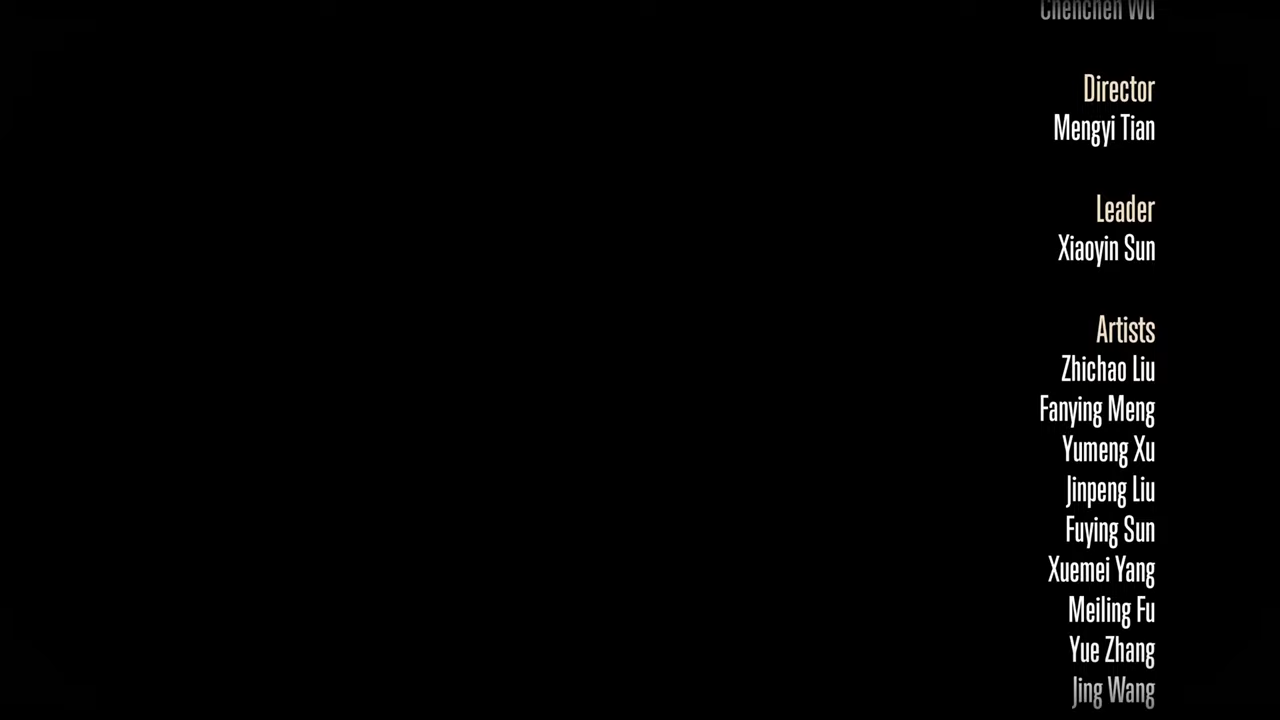 Chenchen Wu
Director
Mengyi Tian
Leader
Xiaoyin Sun
Artists
Zhichao Liu
Fanying Meng
Yumeng Xu
Jinpeng Liu
Fuying Sun
Xuemei Yang
Meiling Fu
Yue Zhang
Jing Wang